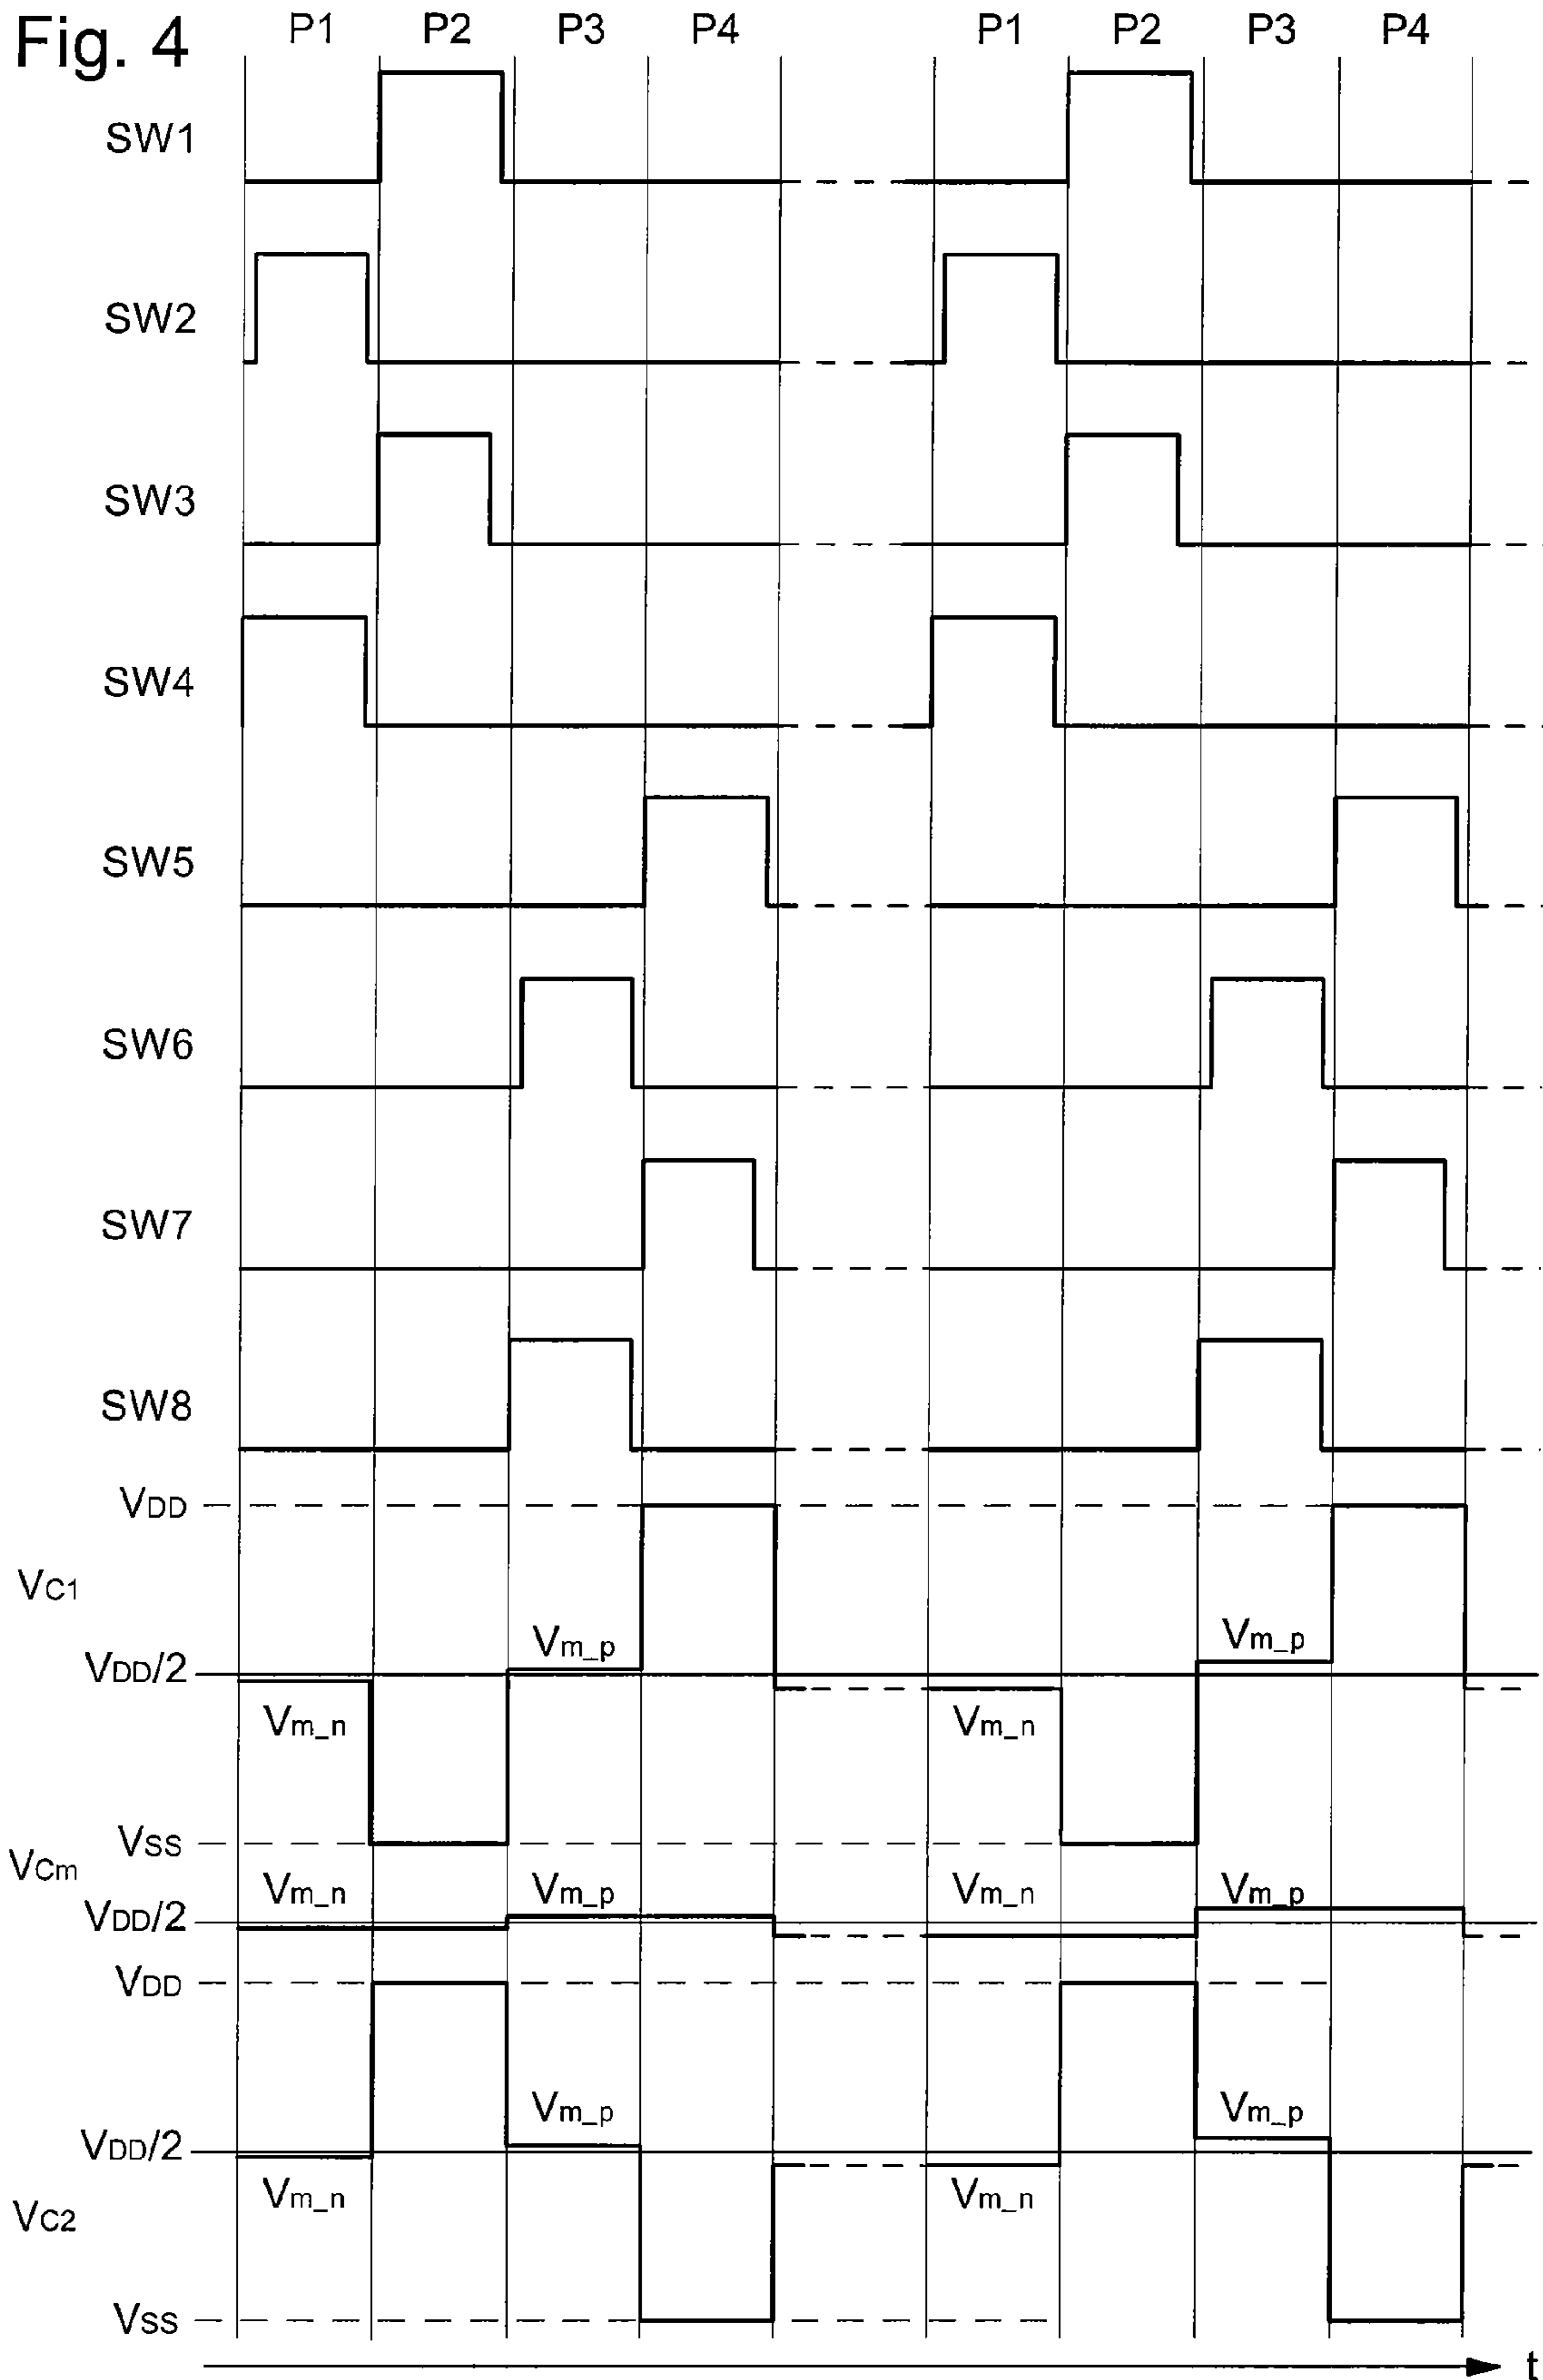 Fig. 4
P1 P2 P3 P4 P1 P2 P3 P4
SW1
SW2
SW3
SW4
SW5
SW6
SW7
SW8
VDD
VC1
Vm_p Vm_p
VDD/2
Vm_n Vm_n
VSS
VCm
Vm_n Vm_p Vm_n Vm_p
VDD/2
VDD
Vm_p Vm_p
VDD/2
Vm_n Vm_n
VC2
VSS
t